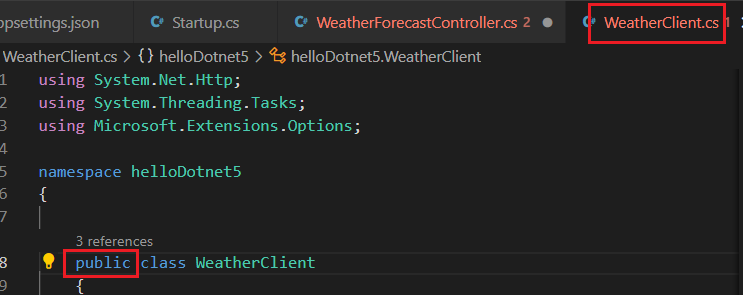 ppsettings.json C# Startup.cs C# WeatherForecastController.cs 2 C# WeatherClient.cs 1
WeatherClient.cs > {} helloDotnet5 > helloDotnet5.WeatherClient
1 using System.Net.Http;
2 using System.Threading.Tasks;
3 using Microsoft.Extensions.Options;
4
5 namespace helloDotnet5
6 {
7
3 references
8 public class WeatherClient
9 {